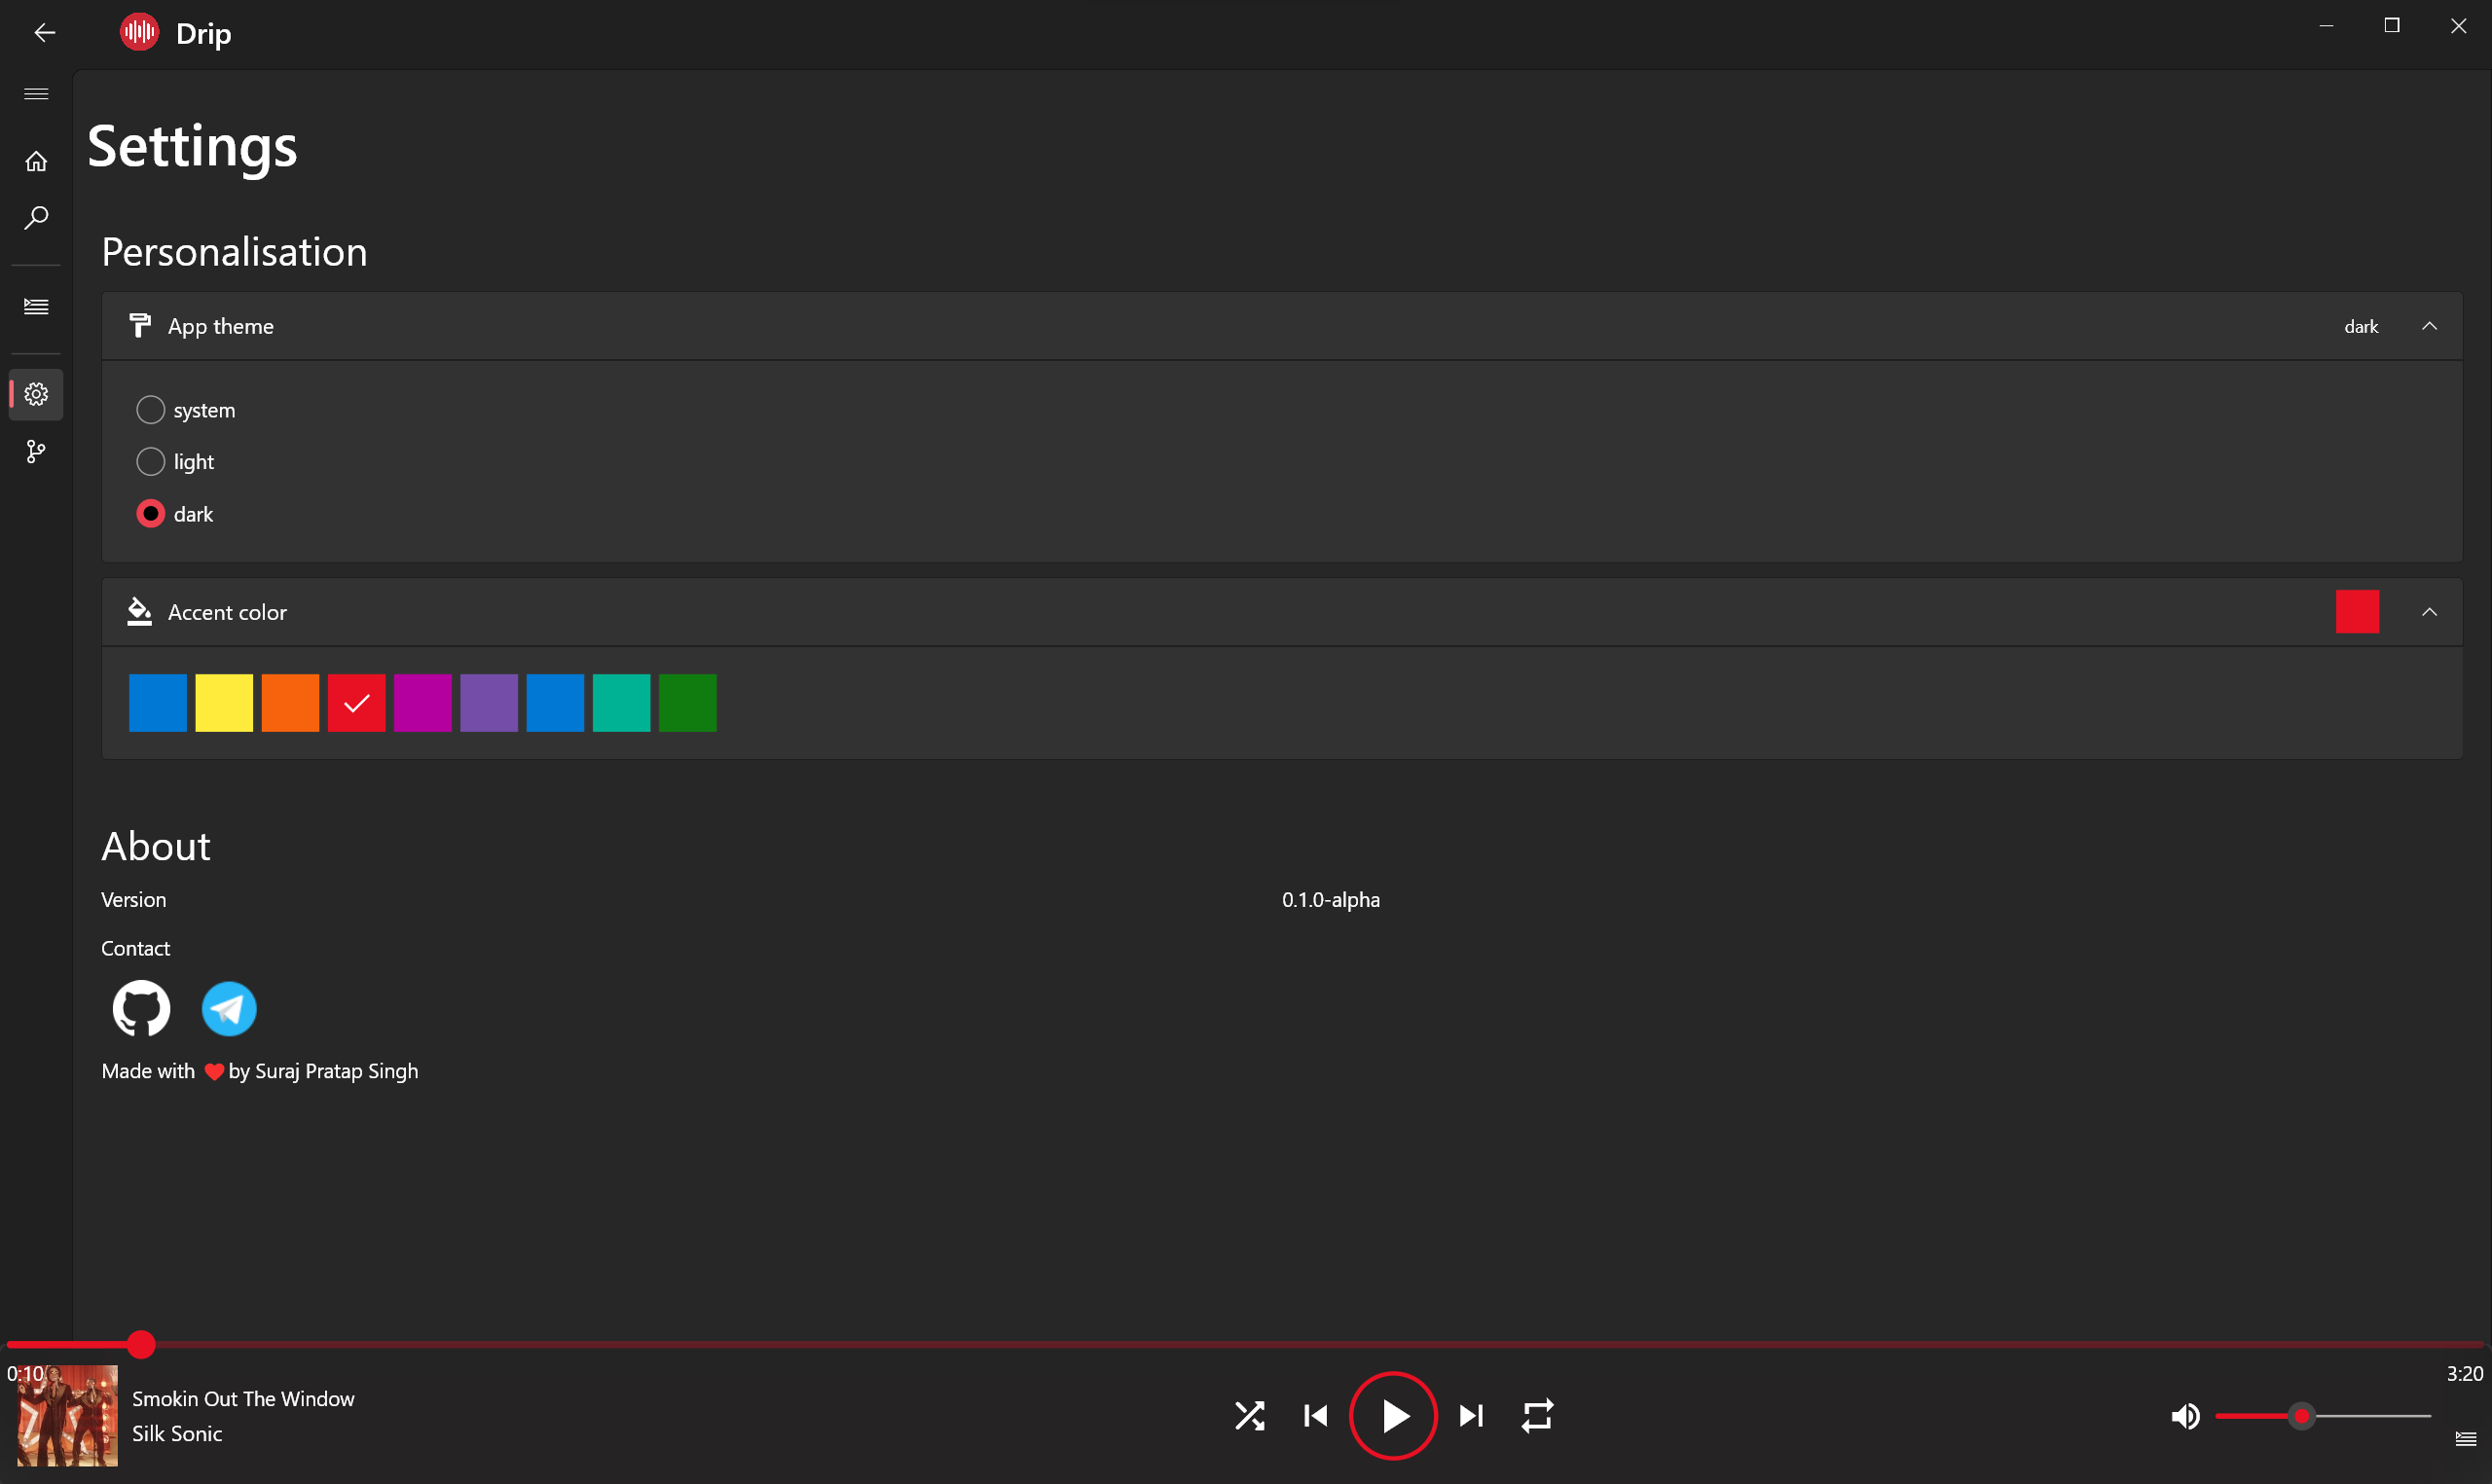 Drip
Settings
Personalisation
App theme
dark
system
light
dark
Accent color
About
Version
0.1.0-alpha
Contact
Made with ❤ by Suraj Pratap Singh
0:10
3:20
Smokin Out The Window
Silk Sonic